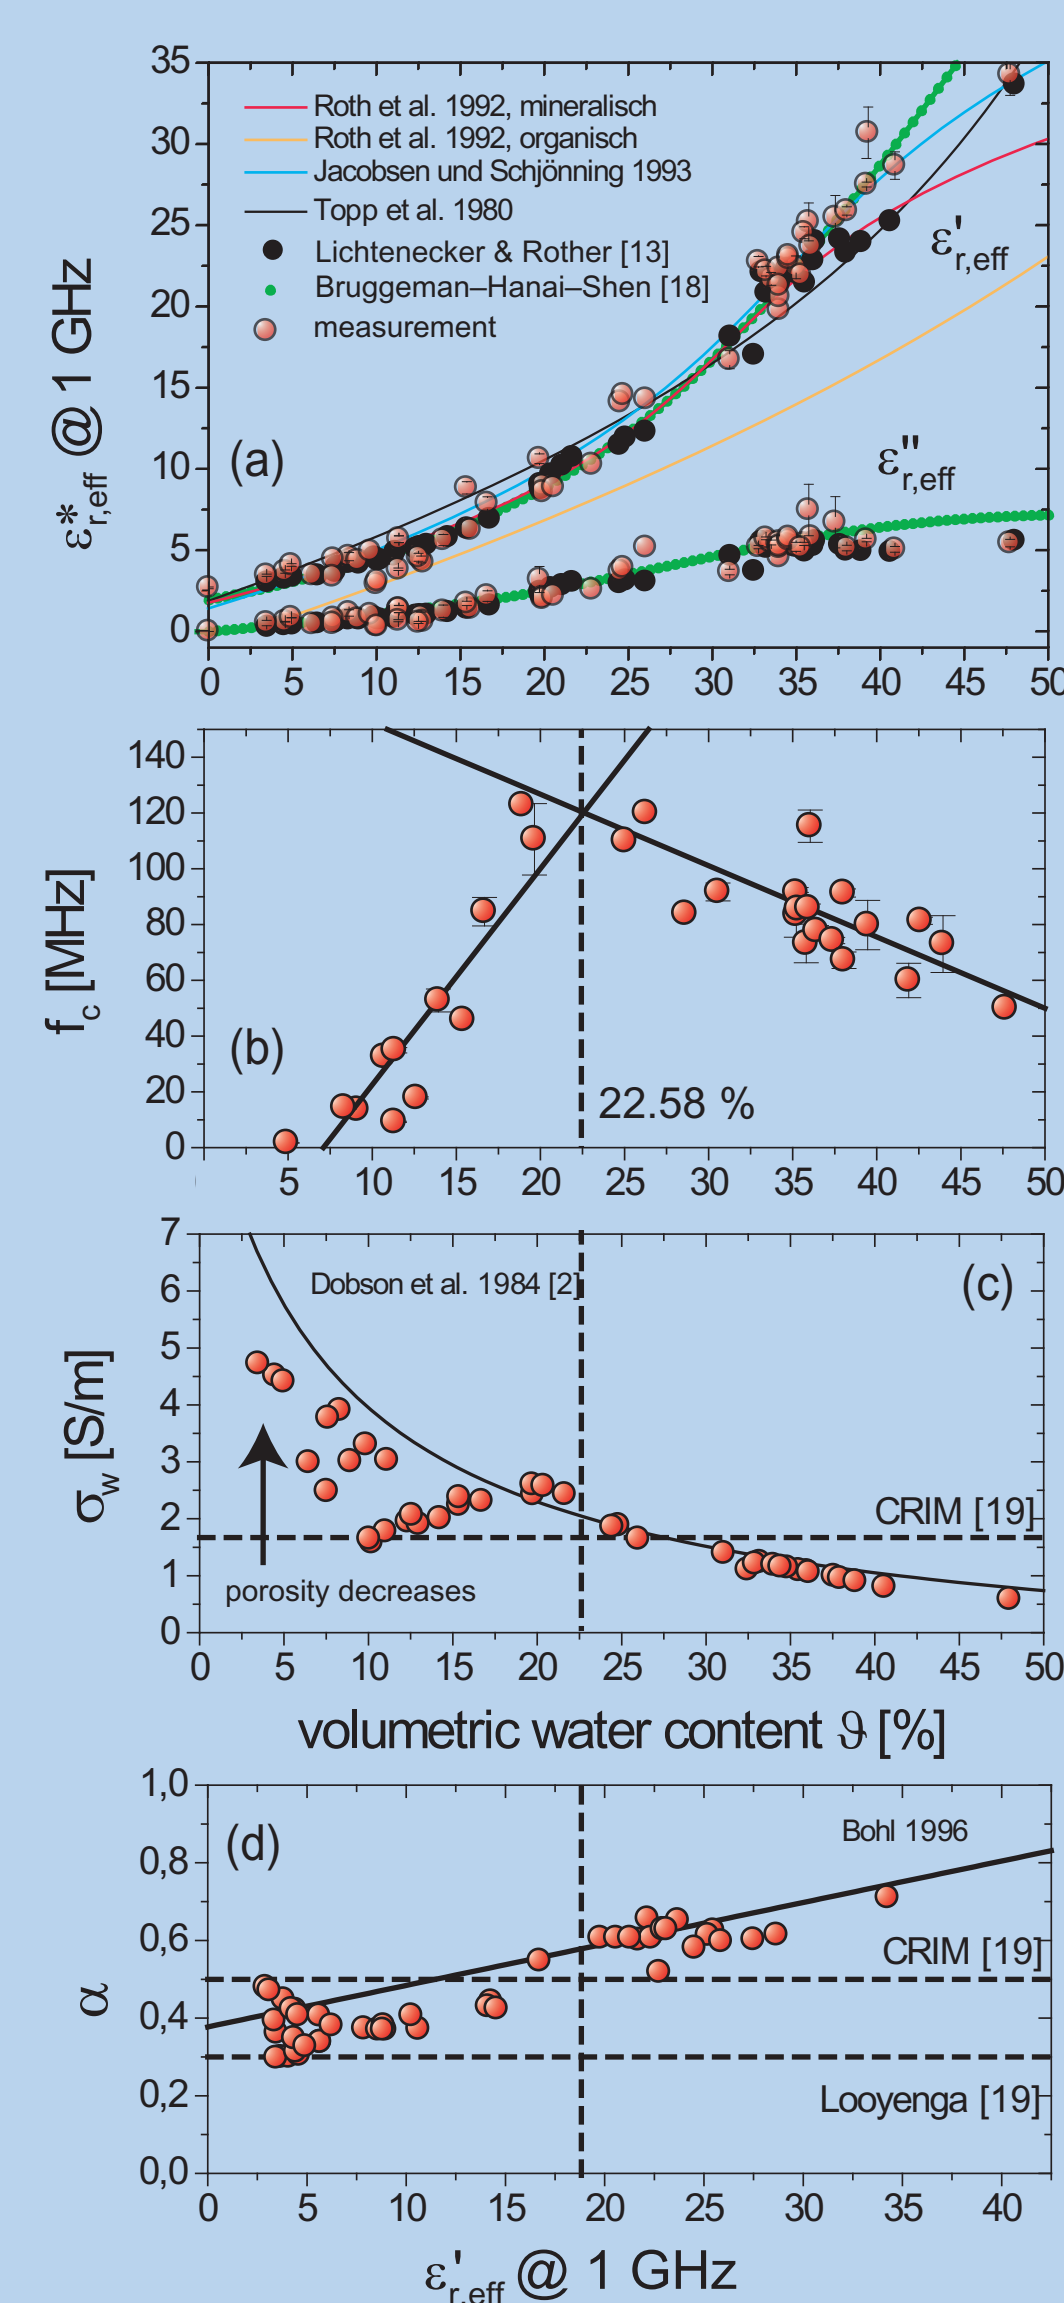 35
30
25
20
15
10
5
0
ε*r,eff @ 1 GHz
Roth et al. 1992, mineralisch
Roth et al. 1992, organisch
Jacobsen und Schjönning 1993
Topp et al. 1980
Lichtenecker & Rother [13]
Bruggeman–Hanai–Shen [18]
measurement
(a)
ε'r,eff
ε''r,eff
0 5 10 15 20 25 30 35 40 45 50
140
120
100
80
60
40
20
0
fc [MHz]
(b)
22.58 %
5 10 15 20 25 30 35 40 45 50
7
6
5
4
3
2
1
0
σw [S/m]
Dobson et al. 1984 [2]
(c)
CRIM [19]
porosity decreases
0 5 10 15 20 25 30 35 40 45 50
volumetric water content ϑ [%]
1,0
0,8
0,6
0,4
0,2
0,0
α
(d)
Bohl 1996
CRIM [19]
Looyenga [19]
0 5 10 15 20 25 30 35 40
ε'r,eff @ 1 GHz